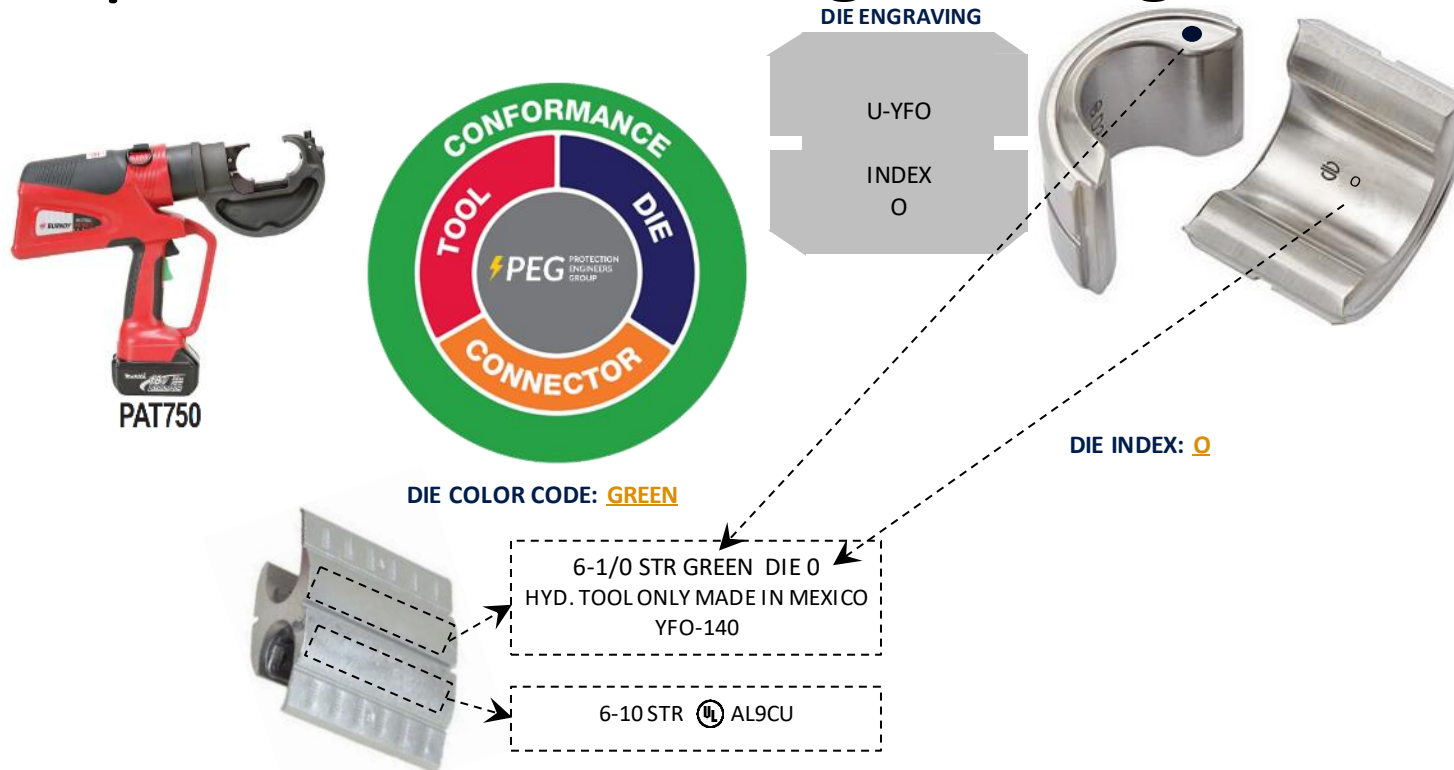 DIE ENGRAVING
U-YFO
INDEX
O
CONFORMANCE
TOOL
DIE
CONNECTOR
PEG PROTECTION
ENGINEERS
GROUP
BURNDY
PAT750
O
DIE INDEX: O
DIE COLOR CODE: GREEN
6-1/0 STR GREEN DIE 0
HYD. TOOL ONLY MADE IN MEXICO
YFO-140
6-10 STR UL AL9CU